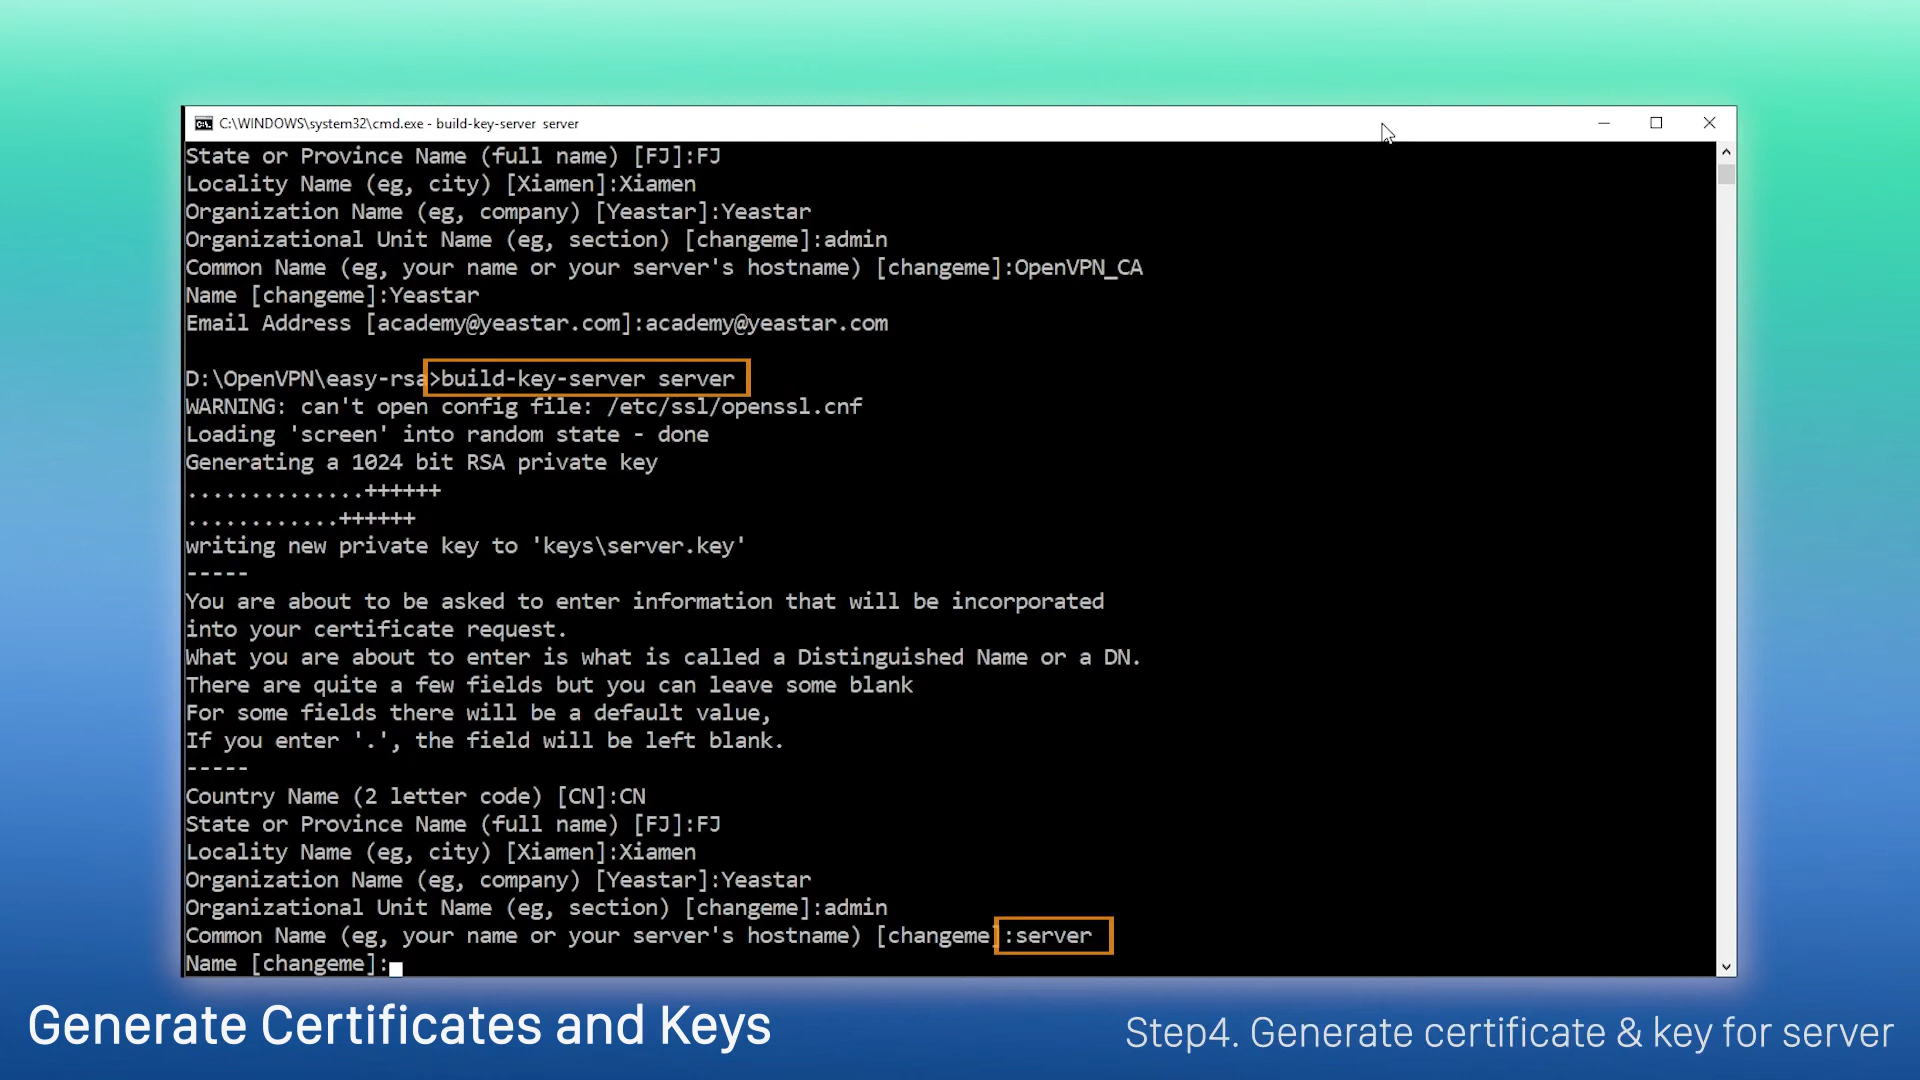 C:\WINDOWS\system32\cmd.exe - build-key-server  server
State or Province Name (full name) [FJ]:FJ
Locality Name (eg, city) [Xiamen]:Xiamen
Organization Name (eg, company) [Yeastar]:Yeastar
Organizational Unit Name (eg, section) [changeme]:admin
Common Name (eg, your name or your server's hostname) [changeme]:OpenVPN_CA
Name [changeme]:Yeastar
Email Address [academy@yeastar.com]:academy@yeastar.com
D:\OpenVPN\easy-rsa>build-key-server server
WARNING: can't open config file: /etc/ssl/openssl.cnf
Loading 'screen' into random state - done
Generating a 1024 bit RSA private key
..............++++++
............++++++
writing new private key to 'keys\server.key'
-----
You are about to be asked to enter information that will be incorporated
into your certificate request.
What you are about to enter is what is called a Distinguished Name or a DN.
There are quite a few fields but you can leave some blank
For some fields there will be a default value,
If you enter '.', the field will be left blank.
-----
Country Name (2 letter code) [CN]:CN
State or Province Name (full name) [FJ]:FJ
Locality Name (eg, city) [Xiamen]:Xiamen
Organization Name (eg, company) [Yeastar]:Yeastar
Organizational Unit Name (eg, section) [changeme]:admin
Common Name (eg, your name or your server's hostname) [changeme]:server
Name [changeme]:
Generate Certificates and Keys
Step4. Generate certificate & key for server